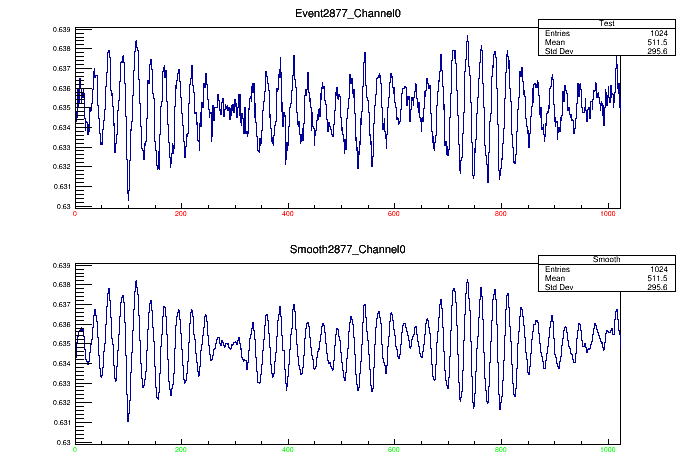 Event2877_Channel0
Test
Entries 1024
Mean 511.5
Std Dev 295.6
0.639
0.638
0.637
0.636
0.635
0.634
0.633
0.632
0.631
0.63
0 200 400 600 800 1000
Smooth2877_Channel0
Smooth
Entries 1024
Mean 511.5
Std Dev 295.6
0.639
0.638
0.637
0.636
0.635
0.634
0.633
0.632
0.631
0.63
0 200 400 600 800 1000